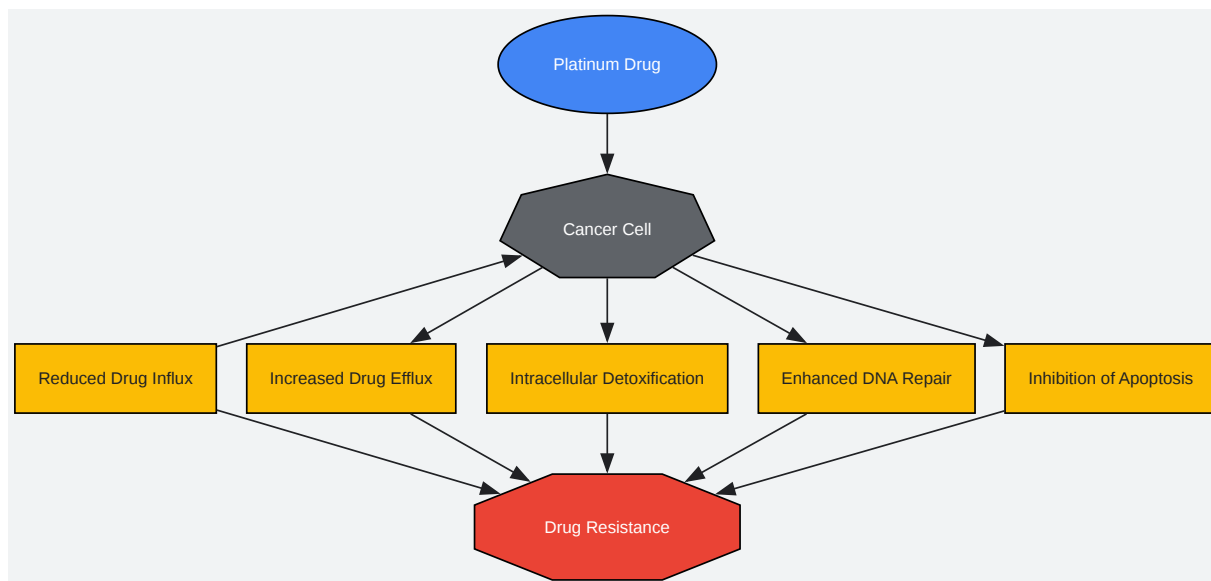 Platinum Drug
Cancer Cell
Reduced Drug Influx
Increased Drug Efflux
Intracellular Detoxification
Enhanced DNA Repair
Inhibition of Apoptosis
Drug Resistance